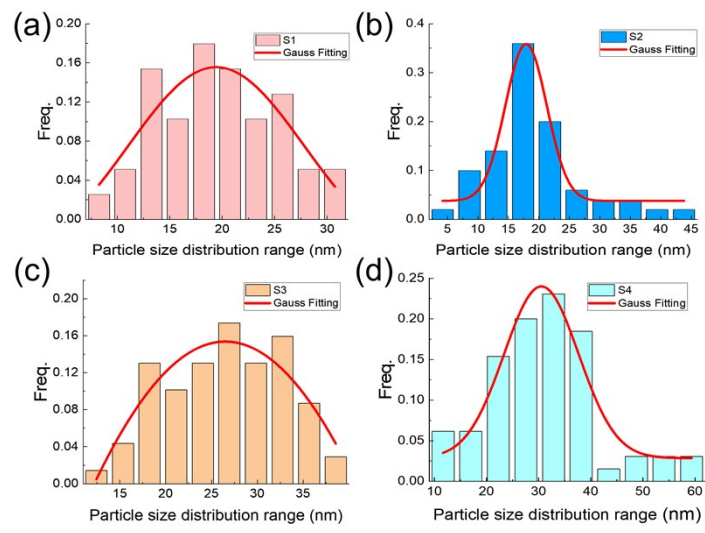 (a)
0.20
0.16
0.12
0.08
0.04
0.00
Freq.
S1
Gauss Fitting
10 15 20 25 30
Particle size distribution range (nm)
(b)
0.4
0.3
0.2
0.1
0.0
Freq.
S2
Gauss Fitting
5 10 15 20 25 30 35 40 45
Particle size distribution range (nm)
(c)
0.20
0.16
0.12
0.08
0.04
0.00
Freq.
S3
Gauss Fitting
15 20 25 30 35
Particle size distribution range (nm)
(d)
0.25
0.20
0.15
0.10
0.05
0.00
Freq.
S4
Gauss Fitting
10 20 30 40 50 60
Particle size distribution range (nm)